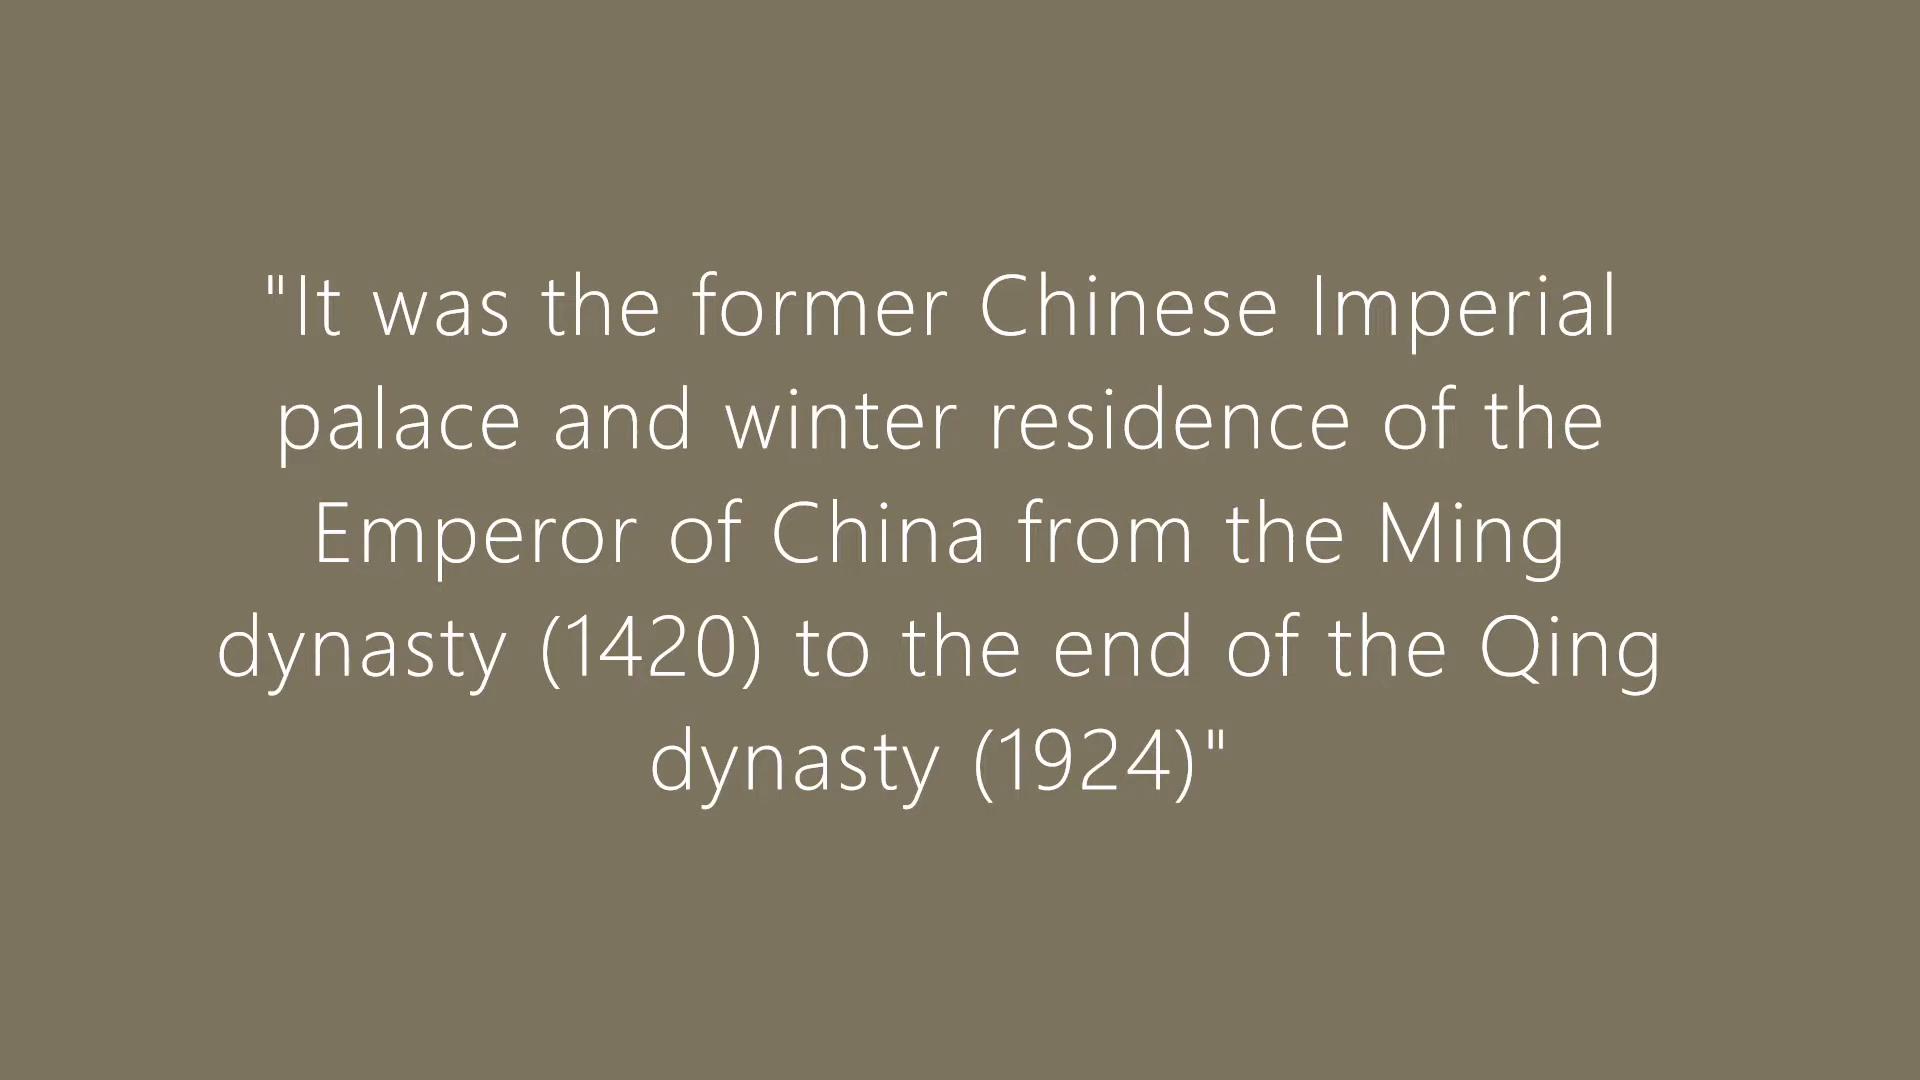 "It was the former Chinese Imperial
palace and winter residence of the
Emperor of China from the Ming
dynasty (1420) to the end of the Qing
dynasty (1924)"